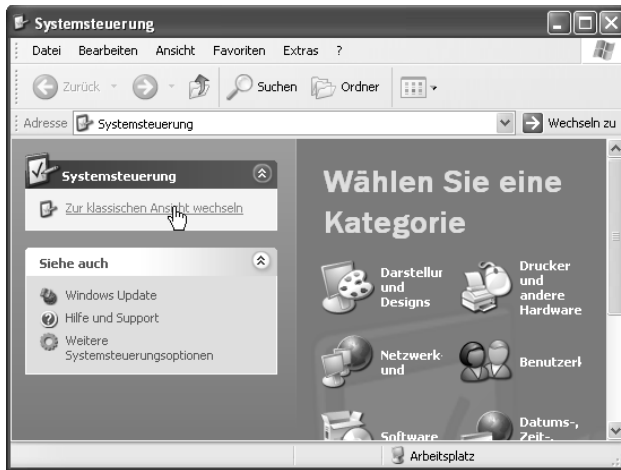 Systemsteuerung
Datei Bearbeiten Ansicht Favoriten Extras ?
Zurück Suchen Ordner
Adresse Systemsteuerung Wechseln zu
Systemsteuerung
Zur klassischen Ansicht wechseln
Siehe auch
Windows Update
Hilfe und Support
Weitere
Systemsteuerungsoptionen
Wählen Sie eine
Kategorie
Darstellur
und
Designs
Drucker
und
andere
Hardware
Netzwerk-
und
Benutzerk
Software
Datums-,
Zeit-,
Arbeitsplatz